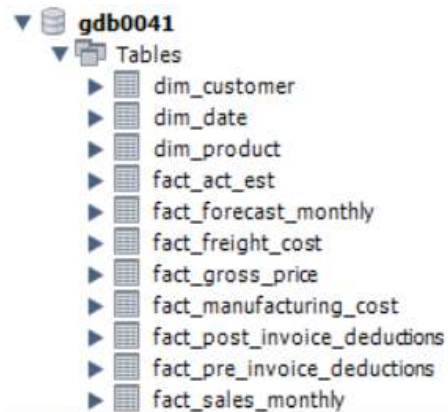 gdb0041
Tables
dim_customer
dim_date
dim_product
fact_act_est
fact_forecast_monthly
fact_freight_cost
fact_gross_price
fact_manufacturing_cost
fact_post_invoice_deductions
fact_pre_invoice_deductions
fact_sales_monthly